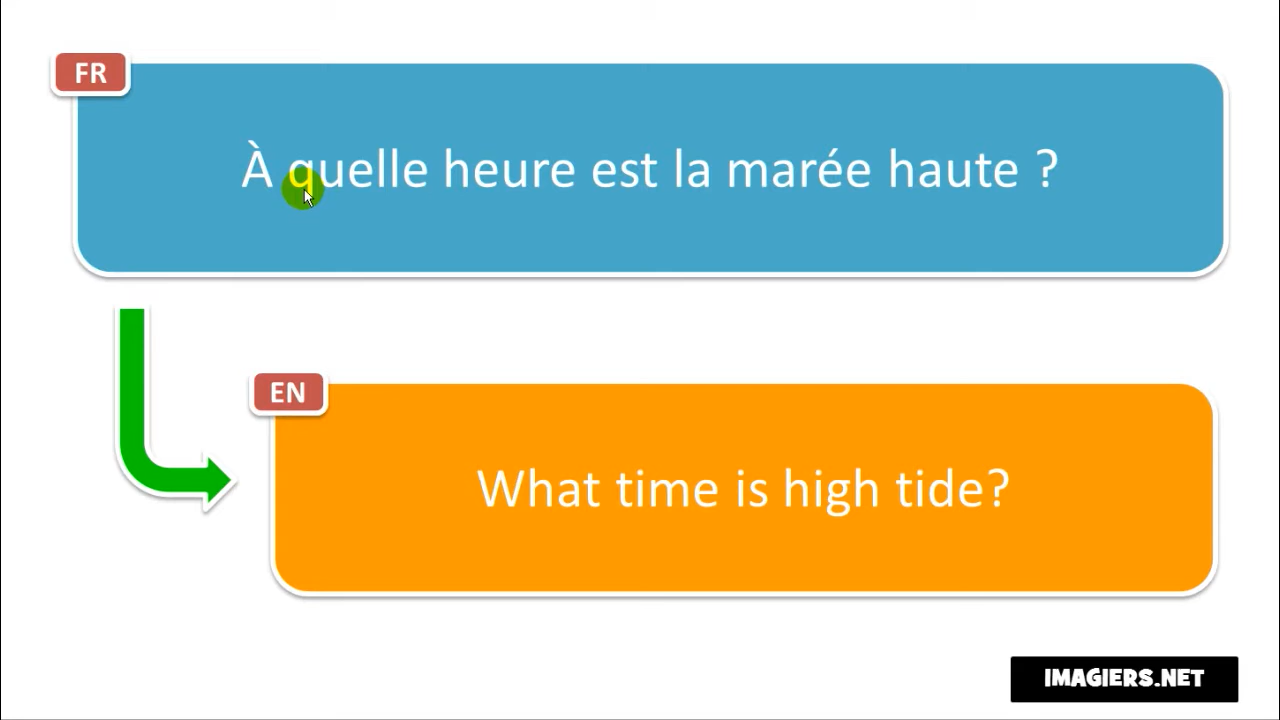 FR
À quelle heure est la marée haute ?
EN
What time is high tide?
IMAGIERS.NET